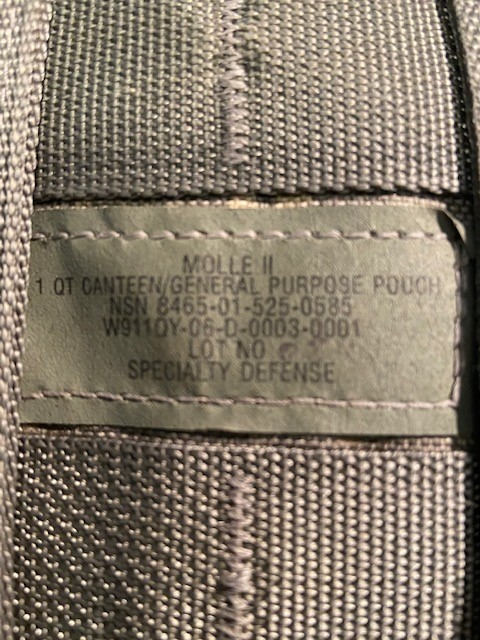 MOLLE II
1 QT CANTEEN/GENERAL PURPOSE POUCH
NSN 8465-01-525-0585
W911QY-06-D-0003-0001
LOT NO
SPECIALTY DEFENSE